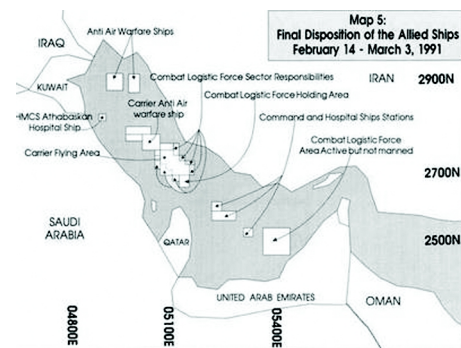 Map 5:
Final Disposition of the Allied Ships
February 14 - March 3, 1991
Anti Air Warfare Ships
IRAQ
IRAN
2900N
KUWAIT
Combat Logistic Force Sector Responsibilities
Combat Logistic Force Holding Area
Carrier Anti Air
warfare ship
HMCS Athabaskan
Hospital Ship
Command and Hospital Ships Stations
Combat Logistic Force
Area Active but not manned
Carrier Flying Area
2700N
SAUDI
ARABIA
QATAR
2500N
UNITED ARAB EMIRATES
OMAN
04800E
05100E
05400E